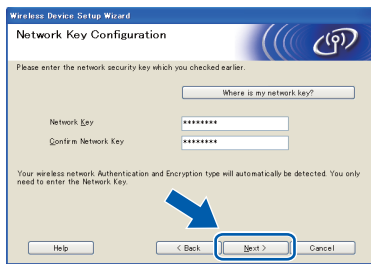 Wireless Device Setup Wizard
Network Key Configuration
Please enter the network security key which you checked earlier.
Where is my network key?
Network Key
********
Confirm Network Key
********
Your wireless network Authentication and Encryption type will automatically be detected. You only
need to enter the Network Key.
Help
< Back
Next >
Cancel